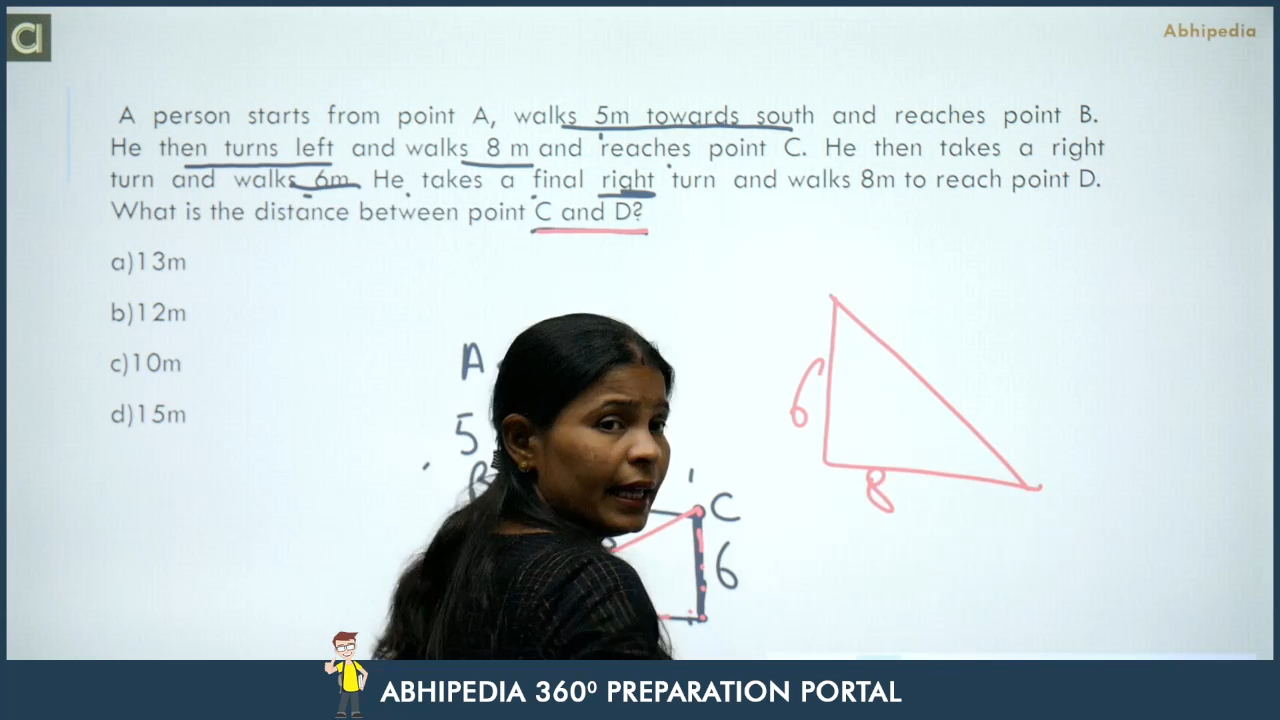 a
Abhipedia
A person starts from point A, walks 5m towards south and reaches point B.
He then turns left and walks 8 m and reaches point C. He then takes a right
turn and walks 6m. He takes a final right turn and walks 8m to reach point D.
What is the distance between point C and D?
a)13m
b)12m
c)10m
d)15m
A
5
B
C
6
6
8
ABHIPEDIA 360⁰ PREPARATION PORTAL